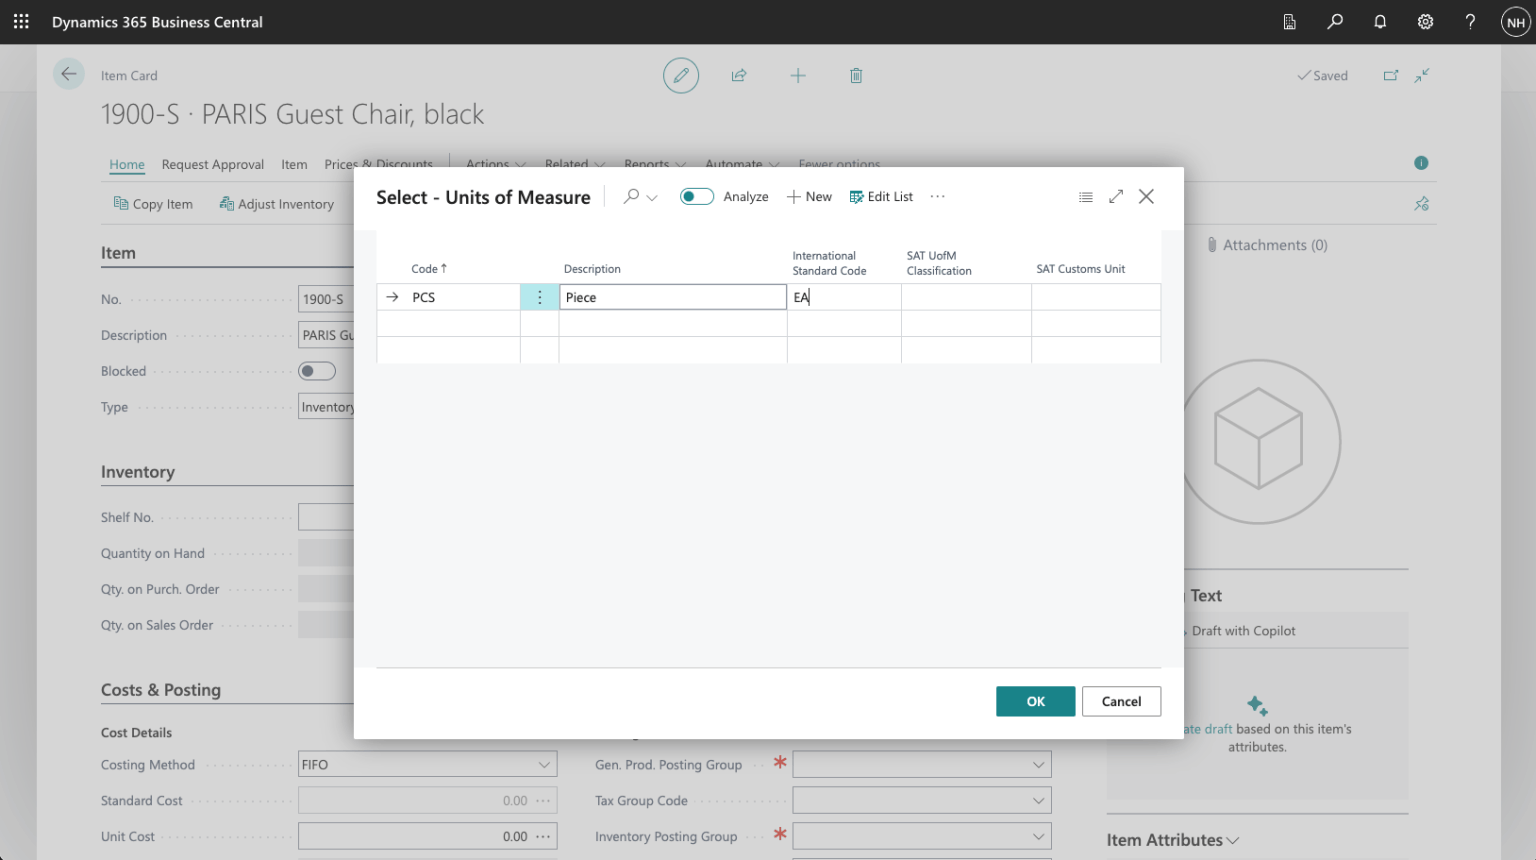 Dynamics 365 Business Central
NH
Item Card
Saved
1900-S · PARIS Guest Chair, black
Home Request Approval Item Prices & Discounts Actions Related Reports Automate Fewer options
Copy Item Adjust Inventory
Item
No. 1900-S
Description PARIS Gu
Blocked
Type Inventory
Inventory
Shelf No.
Quantity on Hand
Qty. on Purch. Order
Qty. on Sales Order
Costs & Posting
Cost Details
Costing Method FIFO
Standard Cost 0.00
Unit Cost 0.00
Select - Units of Measure
Analyze New Edit List
Code ↑
Description
International
Standard Code
SAT UofM
Classification
SAT Customs Unit
PCS Piece EA
OK Cancel
Gen. Prod. Posting Group
Tax Group Code
Inventory Posting Group
Attachments (0)
Text
Draft with Copilot
ate draft based on this item's
attributes.
Item Attributes